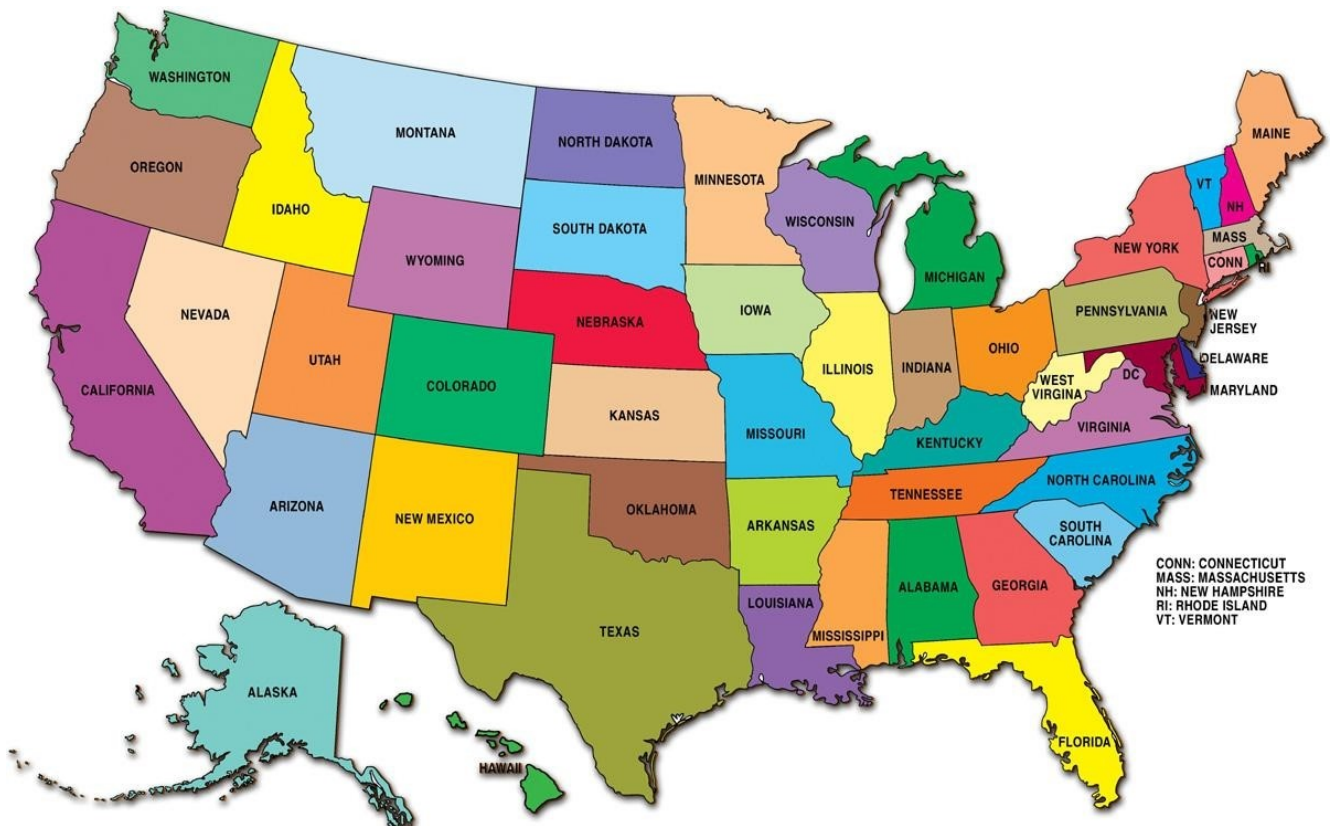 WASHINGTON
OREGON
IDAHO
MONTANA
NORTH DAKOTA
MINNESOTA
WISCONSIN
MICHIGAN
MAINE
VT
NH
MASS
CONN
RI
NEW YORK
SOUTH DAKOTA
WYOMING
CALIFORNIA
NEVADA
UTAH
COLORADO
NEBRASKA
IOWA
ILLINOIS
INDIANA
OHIO
PENNSYLVANIA
NEW
JERSEY
DELAWARE
MARYLAND
DC
WEST
VIRGINA
VIRGINIA
KANSAS
MISSOURI
KENTUCKY
ARIZONA
NEW MEXICO
OKLAHOMA
ARKANSAS
TENNESSEE
NORTH CAROLINA
SOUTH
CAROLINA
TEXAS
LOUISIANA
MISSISSIPPI
ALABAMA
GEORGIA
FLORIDA
ALASKA
HAWAII
CONN: CONNECTICUT
MASS: MASSACHUSETTS
NH: NEW HAMPSHIRE
RI: RHODE ISLAND
VT: VERMONT